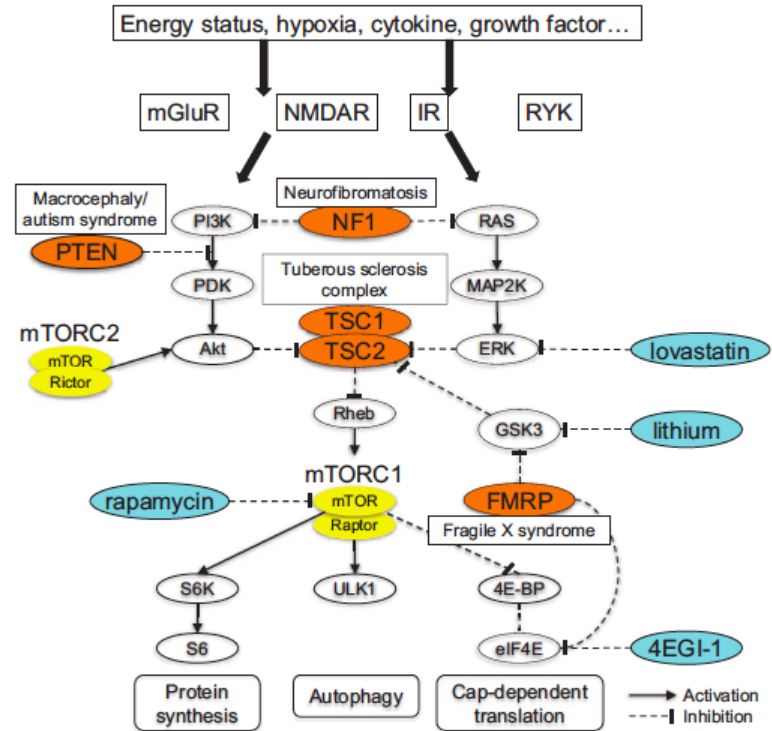 Energy status, hypoxia, cytokine, growth factor…
mGluR
NMDAR
IR
RYK
Macrocephaly/
autism syndrome
Neurofibromatosis
PI3K
NF1
RAS
PTEN
Tuberous sclerosis
complex
PDK
MAP2K
TSC1
mTORC2
mTOR
Rictor
Akt
TSC2
ERK
lovastatin
Rheb
GSK3
lithium
mTORC1
rapamycin
mTOR
Raptor
FMRP
Fragile X syndrome
S6K
ULK1
4E-BP
S6
eIF4E
4EGI-1
Protein
synthesis
Autophagy
Cap-dependent
translation
Activation
Inhibition